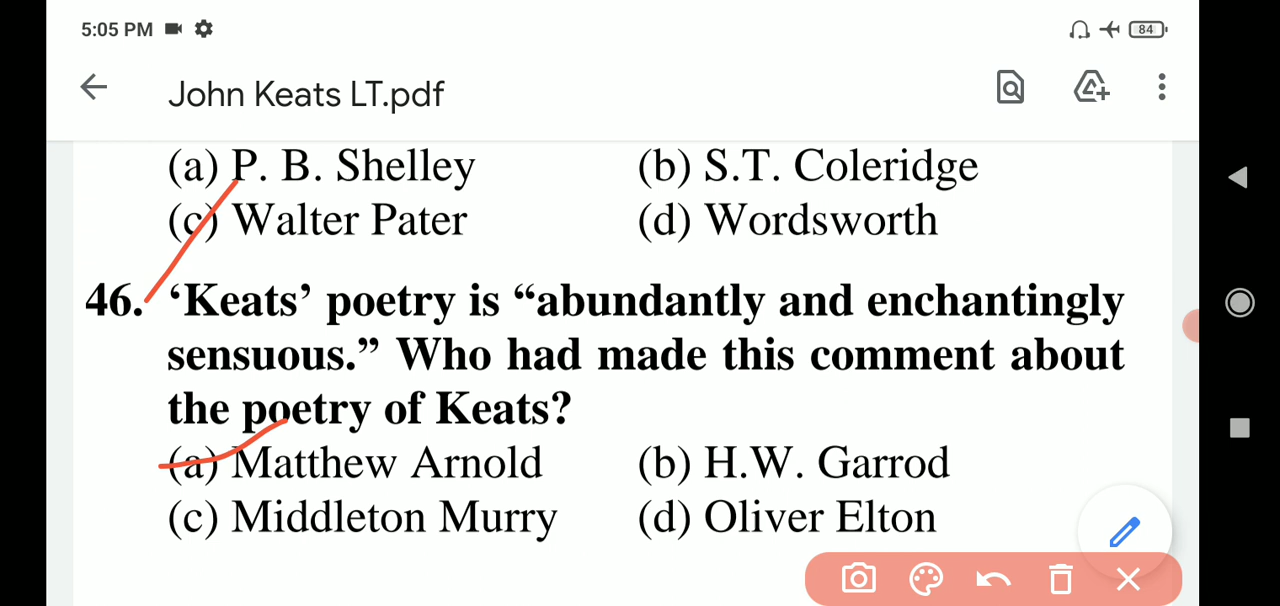 5:05 PM
84
John Keats LT.pdf
(a) P. B. Shelley (b) S.T. Coleridge
(c) Walter Pater (d) Wordsworth
46. ‘Keats’ poetry is “abundantly and enchantingly
sensuous.” Who had made this comment about
the poetry of Keats?
(a) Matthew Arnold (b) H.W. Garrod
(c) Middleton Murry (d) Oliver Elton